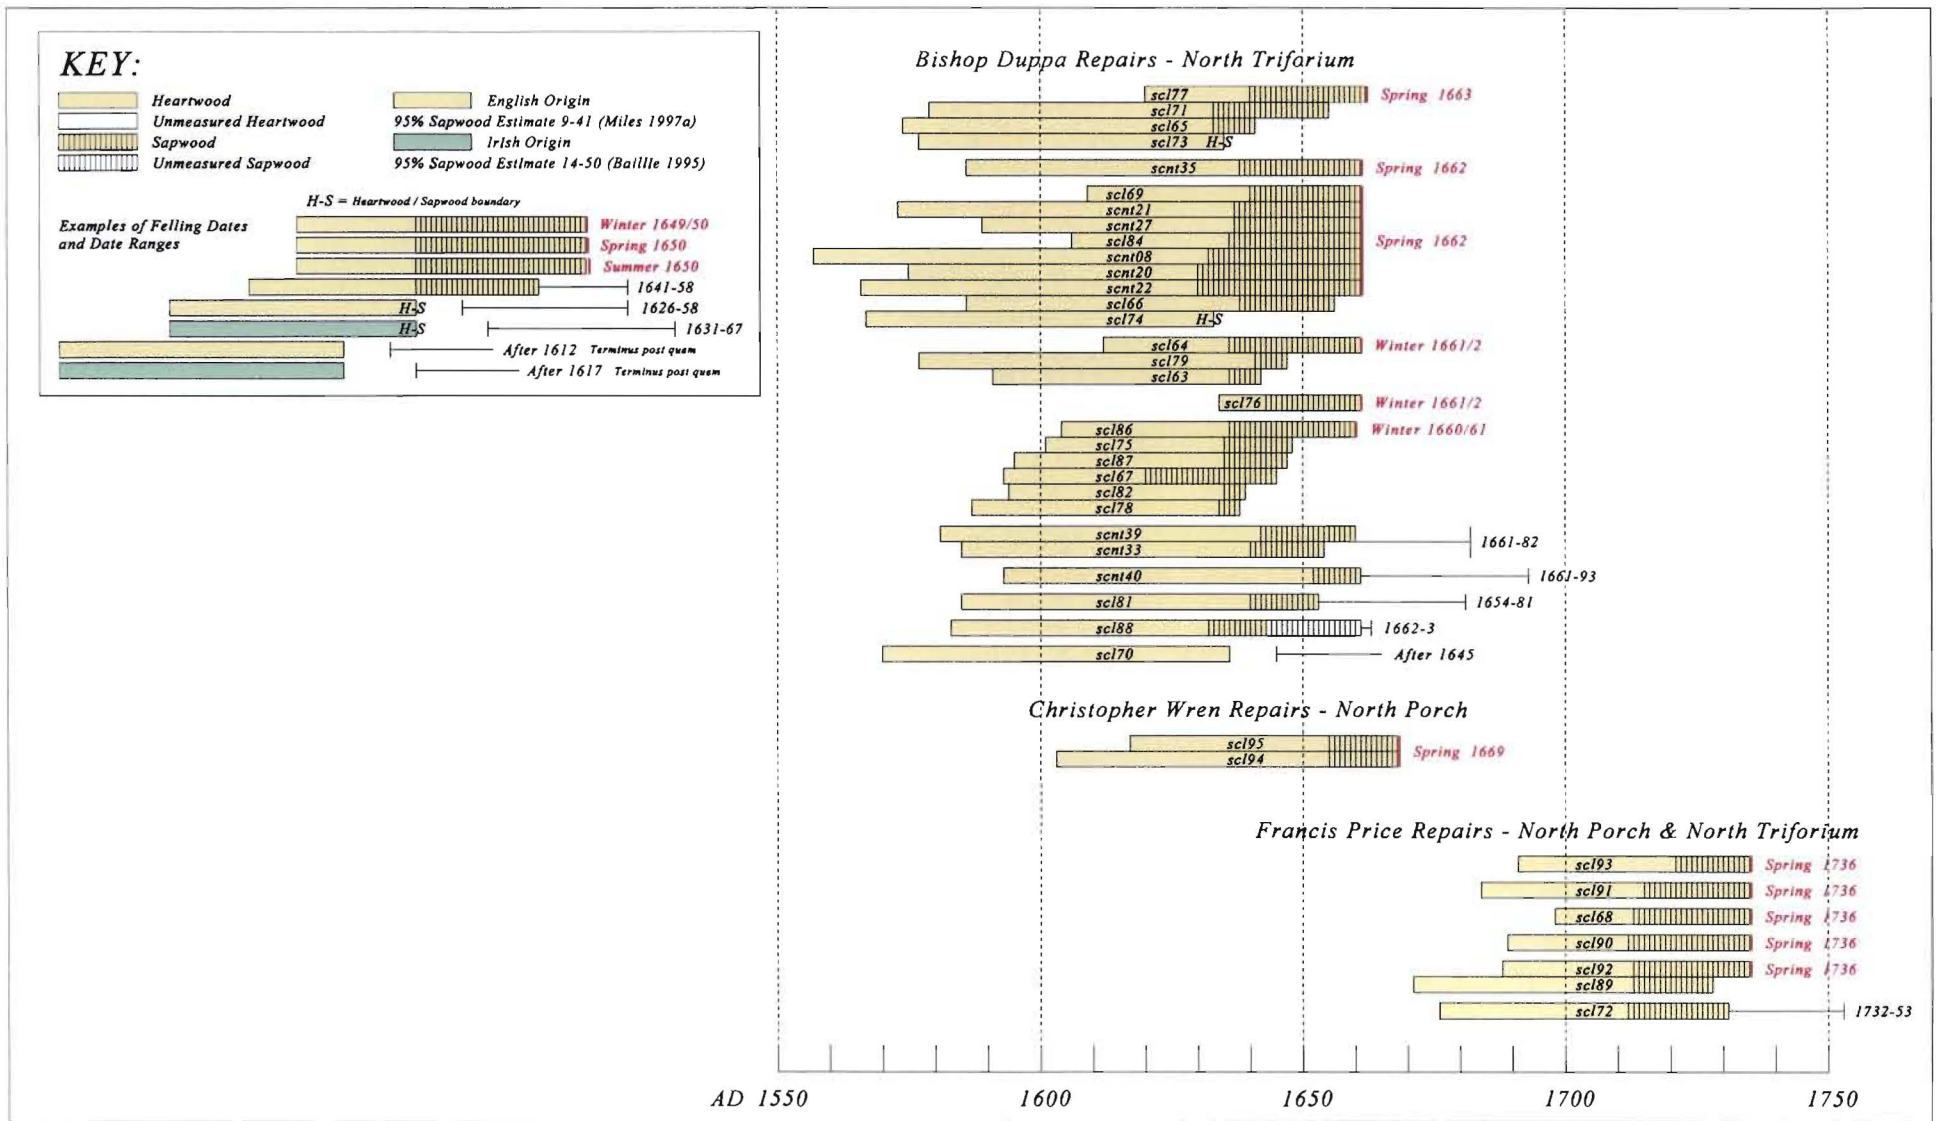 KEY:
Heartwood
English Origin
Unmeasured Heartwood
95% Sapwood Estimate 9-41 (Miles 1997a)
Sapwood
Irish Origin
Unmeasured Sapwood
95% Sapwood Estimate 14-50 (Baillie 1995)
H-S = Heartwood / Sapwood boundary
Examples of Felling Dates
and Date Ranges
Winter 1649/50
Spring 1650
Summer 1650
1641-58
H-S 1626-58
H-S 1631-67
After 1612 Terminus post quem
After 1617 Terminus post quem
Bishop Duppa Repairs - North Triforium
scl77 Spring 1663
scl71
scl65
scl73 H-S
scnt35 Spring 1662
scl69
scnt21
scnt27
scl84 Spring 1662
scnt08
scnt20
scnt22
scl66
scl74 H-S
scl64 Winter 1661/2
scl79
scl63
scl76 Winter 1661/2
scl86 Winter 1660/61
scl75
scl87
scl67
scl82
scl78
scnt39
scnt33 1661-82
scnt40 1661-93
scl81 1654-81
scl88 1662-3
scl70 After 1645
Christopher Wren Repairs - North Porch
scl95 Spring 1669
scl94
Francis Price Repairs - North Porch & North Triforium
scl93 Spring 1736
scl91 Spring 1736
scl68 Spring 1736
scl90 Spring 1736
scl92 Spring 1736
scl89
scl72 1732-53
AD 1550 1600 1650 1700 1750